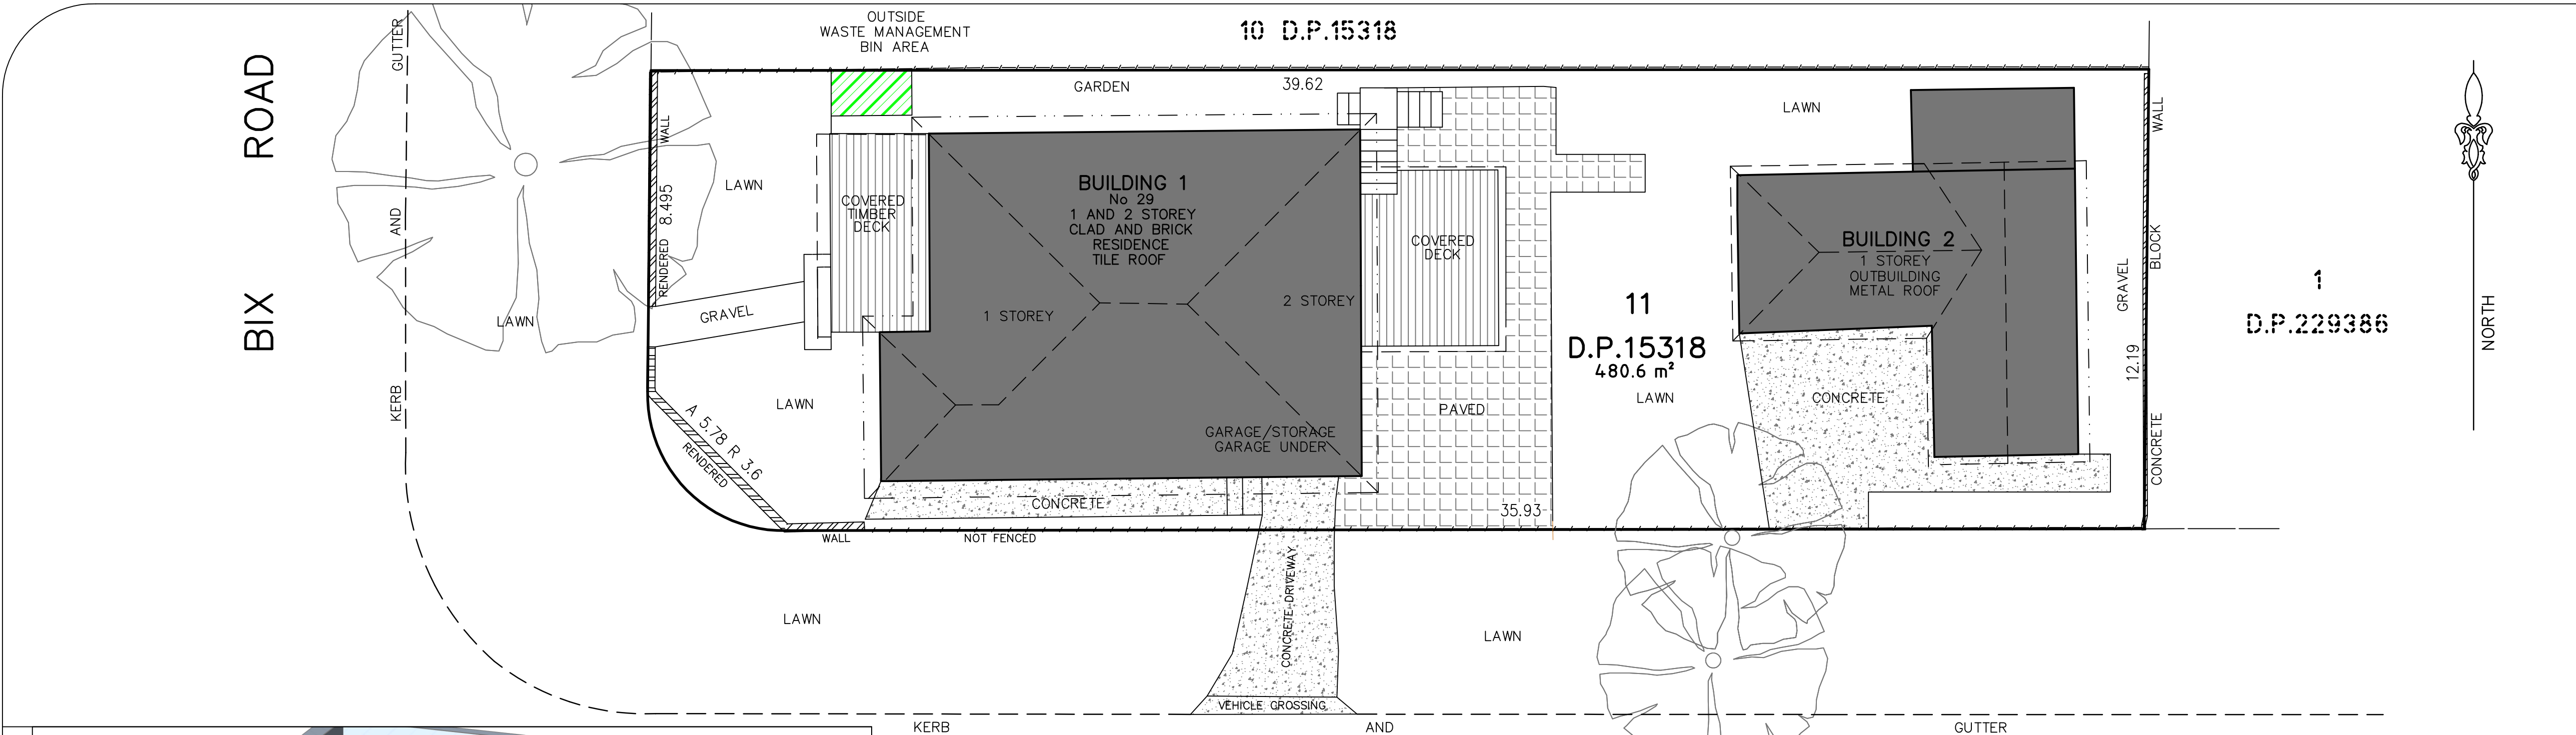 OUTSIDE
WASTE MANAGEMENT
BIN AREA
10 D.P.15318
GUTTER
AND
KERB
BIX ROAD
GARDEN
39.62
LAWN
WALL
8.495
RENDERED
LAWN
COVERED
TIMBER
DECK
BUILDING 1
No 29
1 AND 2 STOREY
CLAD AND BRICK
RESIDENCE
TILE ROOF
1 STOREY
2 STOREY
COVERED
DECK
LAWN
BUILDING 2
1 STOREY
OUTBUILDING
METAL ROOF
GRAVEL
12.19
WALL
BLOCK
CONCRETE
1
D.P.229386
NORTH
LAWN
GRAVEL
11
D.P.15318
480.6 m²
LAWN
LAWN
A 5.78 R 3.6
RENDERED
GARAGE/STORAGE
GARAGE UNDER
PAVED
CONCRETE
CONCRETE
35.93
WALL
NOT FENCED
CONCRETE DRIVEWAY
LAWN
LAWN
VEHICLE CROSSING
KERB
AND
GUTTER